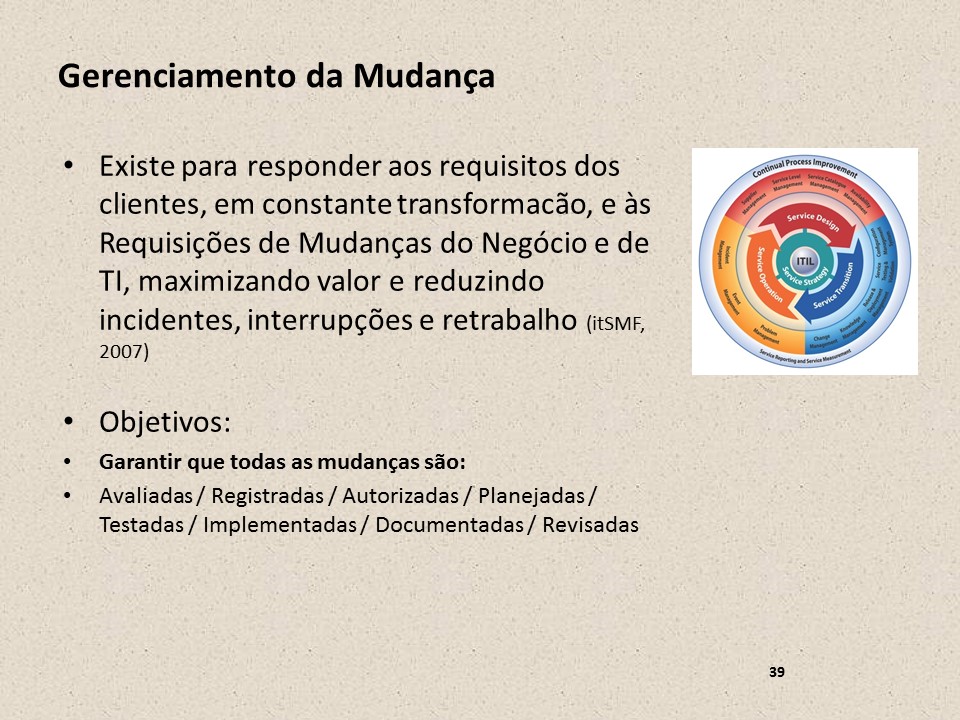 Gerenciamento da Mudança
• Existe para responder aos requisitos dos
clientes, em constante transformacão, e às
Requisições de Mudanças do Negócio e de
TI, maximizando valor e reduzindo
incidentes, interrupções e retrabalho (itSMF,
2007)
• Objetivos:
• Garantir que todas as mudanças são:
• Avaliadas / Registradas / Autorizadas / Planejadas /
Testadas / Implementadas / Documentadas / Revisadas
Continual Process Improvement
Supplier
Management
Service Level
Management
Service Catalogue
Management
Availability
Management
Service Design
Service Operation
Service Transition
ITIL
Service Strategy
Incident
Management
Event
Management
Problem
Management
Change
Management
Knowledge
Management
Service Reporting and Service Measurement
39